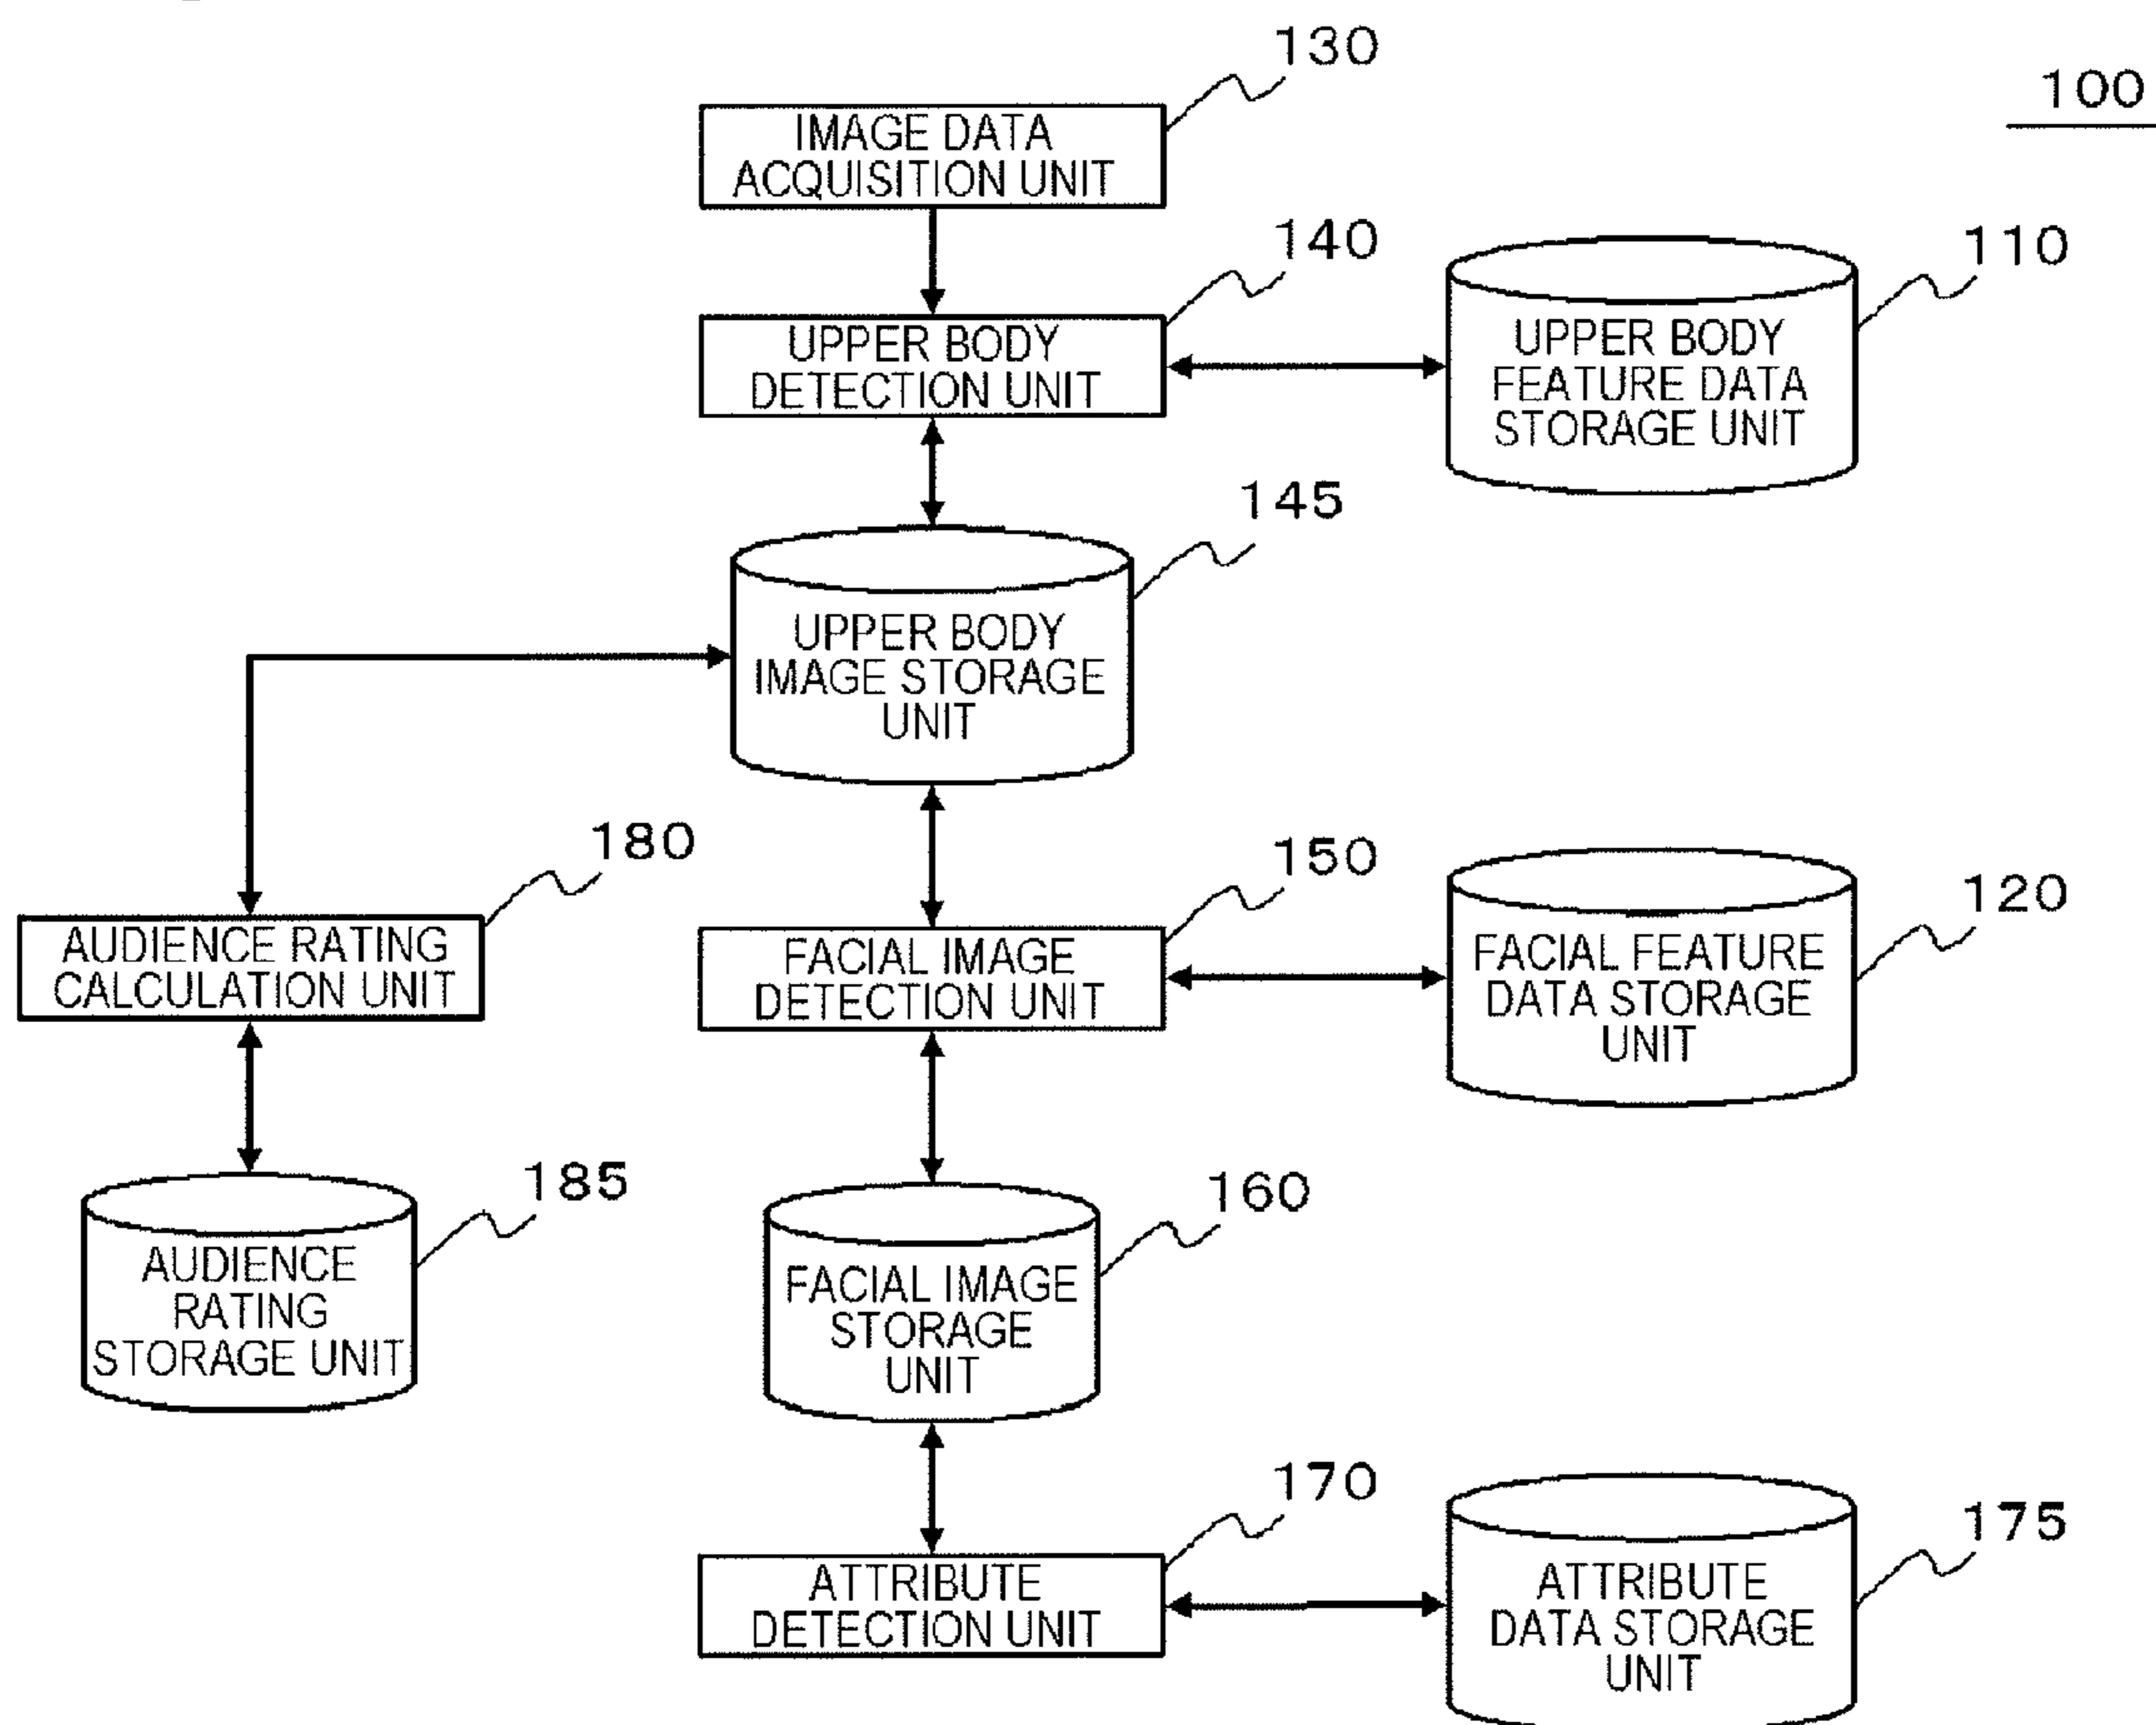 130
100
IMAGE DATA
ACQUISITION UNIT
140
110
UPPER BODY
DETECTION UNIT
UPPER BODY
FEATURE DATA
STORAGE UNIT
145
UPPER BODY
IMAGE STORAGE
UNIT
180
150
120
AUDIENCE RATING
CALCULATION UNIT
FACIAL IMAGE
DETECTION UNIT
FACIAL FEATURE
DATA STORAGE
UNIT
185
160
AUDIENCE
RATING
STORAGE UNIT
FACIAL IMAGE
STORAGE
UNIT
170
175
ATTRIBUTE
DETECTION UNIT
ATTRIBUTE
DATA STORAGE
UNIT